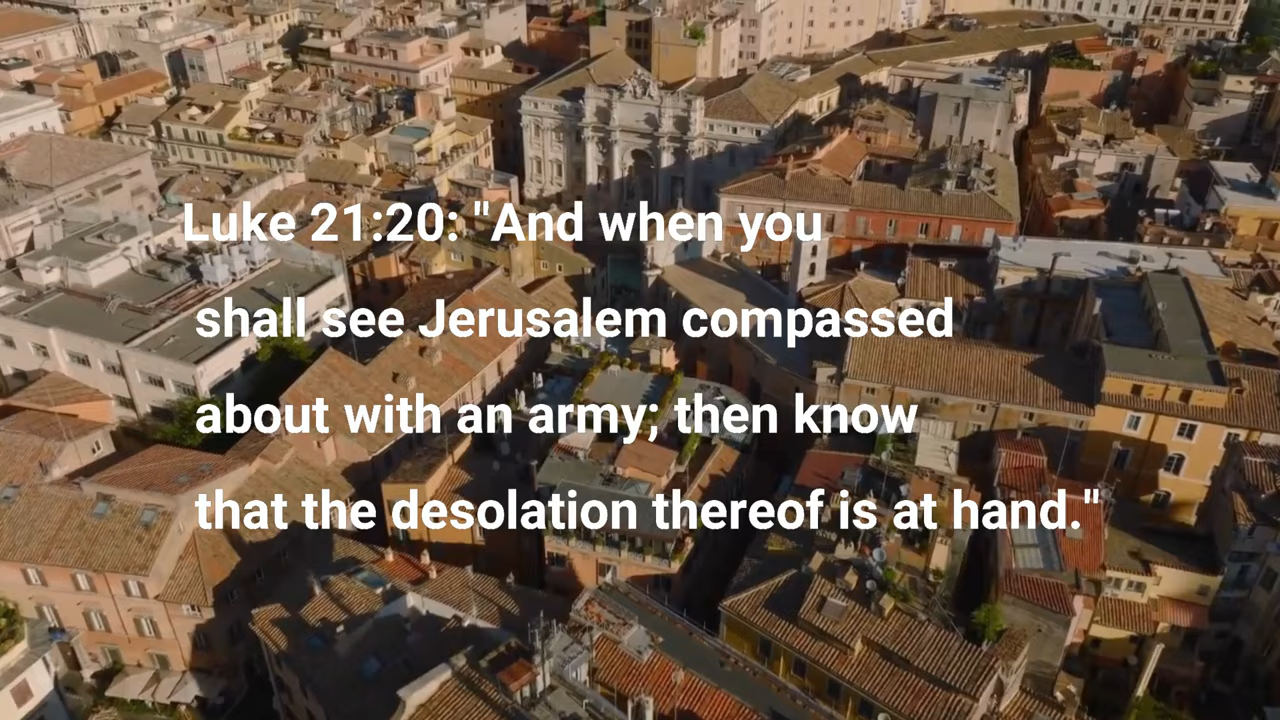 Luke 21:20: "And when you
shall see Jerusalem compassed
about with an army; then know
that the desolation thereof is at hand."